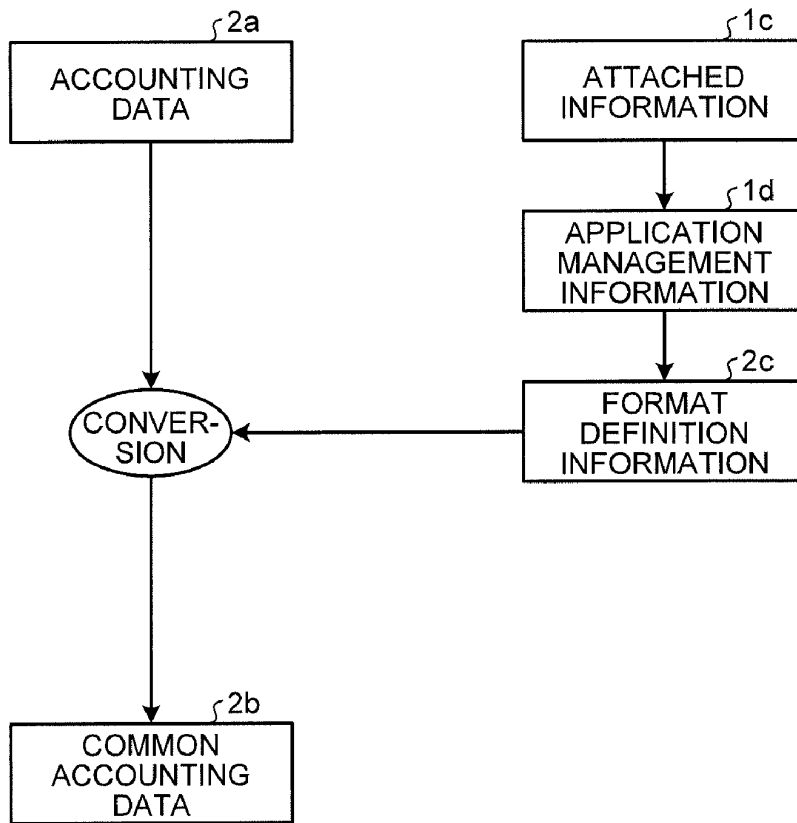 2a
ACCOUNTING
DATA
1c
ATTACHED
INFORMATION
1d
APPLICATION
MANAGEMENT
INFORMATION
2c
FORMAT
DEFINITION
INFORMATION
CONVER-
SION
2b
COMMON
ACCOUNTING
DATA